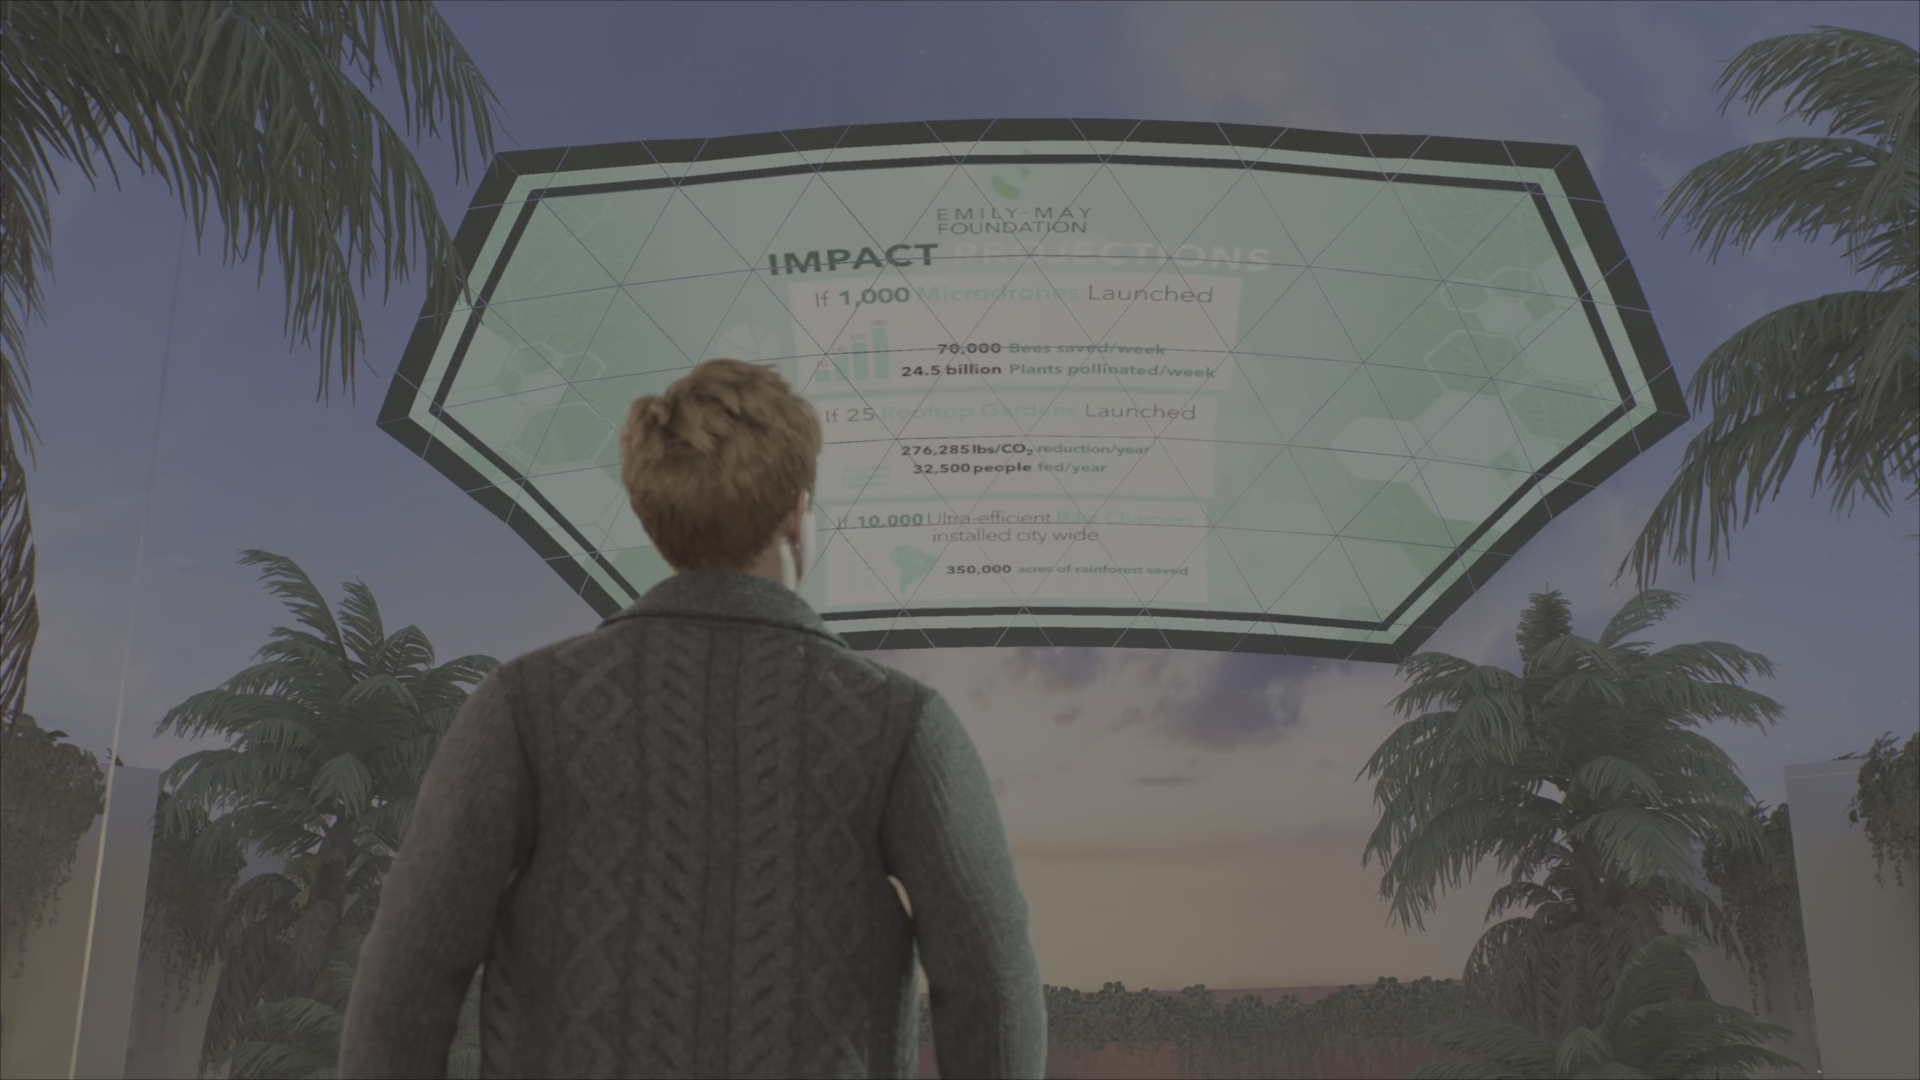 EMILY-MAY
FOUNDATION
IMPACT PROJECTIONS
If 1,000 Microdrones Launched
70,000 Bees saved/week
24.5 billion Plants pollinated/week
If 25 Rooftop Gardens Launched
276,285 lbs/CO₂ reduction/year
32,500 people fed/year
If 10,000 Ultra-efficient
installed city wide
350,000 acres of rainforest saved